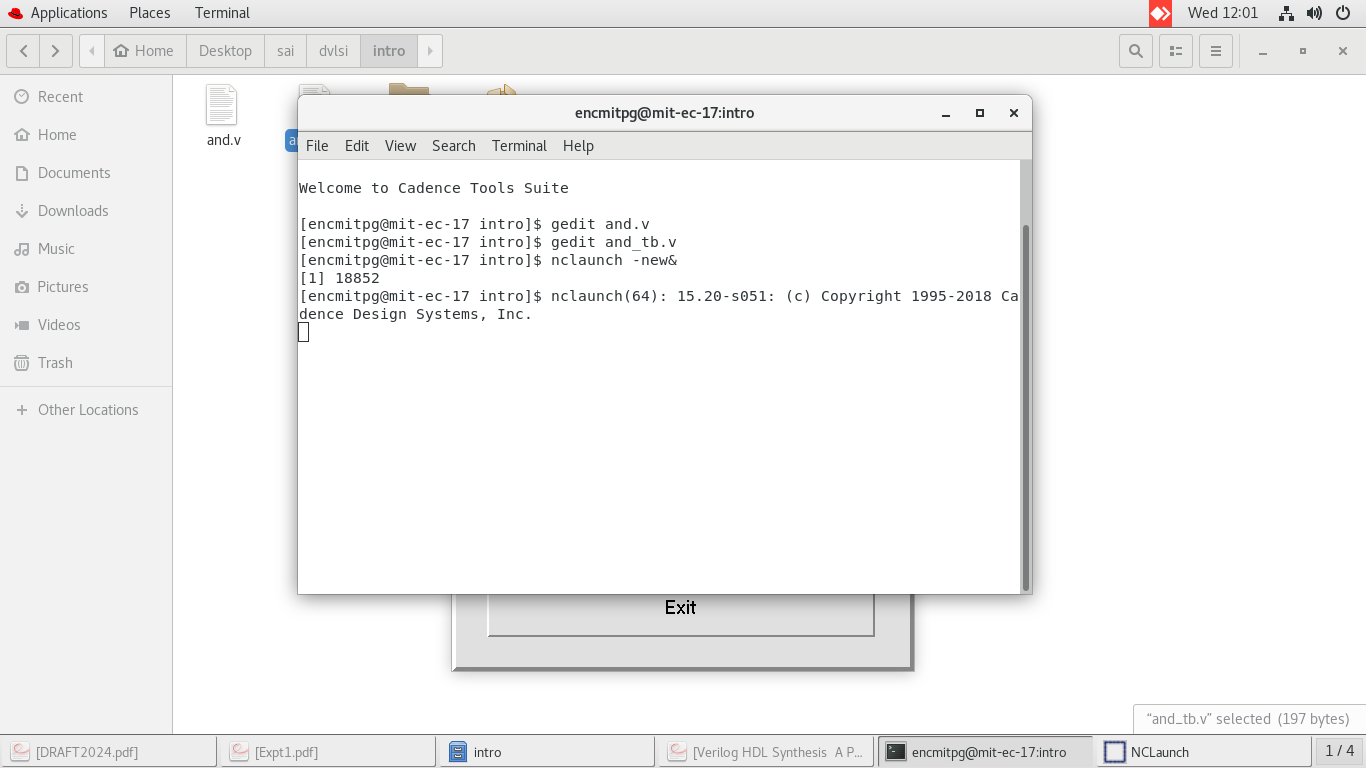 Applications Places Terminal Wed 12:01
Home Desktop sai dvlsi intro
Recent
Home
Documents
Downloads
Music
Pictures
Videos
Trash
Other Locations
and.v
encmitpg@mit-ec-17:intro
File Edit View Search Terminal Help
Welcome to Cadence Tools Suite
[encmitpg@mit-ec-17 intro]$ gedit and.v
[encmitpg@mit-ec-17 intro]$ gedit and_tb.v
[encmitpg@mit-ec-17 intro]$ nclaunch -new&
[1] 18852
[encmitpg@mit-ec-17 intro]$ nclaunch(64): 15.20-s051: (c) Copyright 1995-2018 Ca
dence Design Systems, Inc.
Exit
“and_tb.v” selected (197 bytes)
[DRAFT2024.pdf] [Expt1.pdf] intro [Verilog HDL Synthesis A P... encmitpg@mit-ec-17:intro NCLaunch 1 / 4